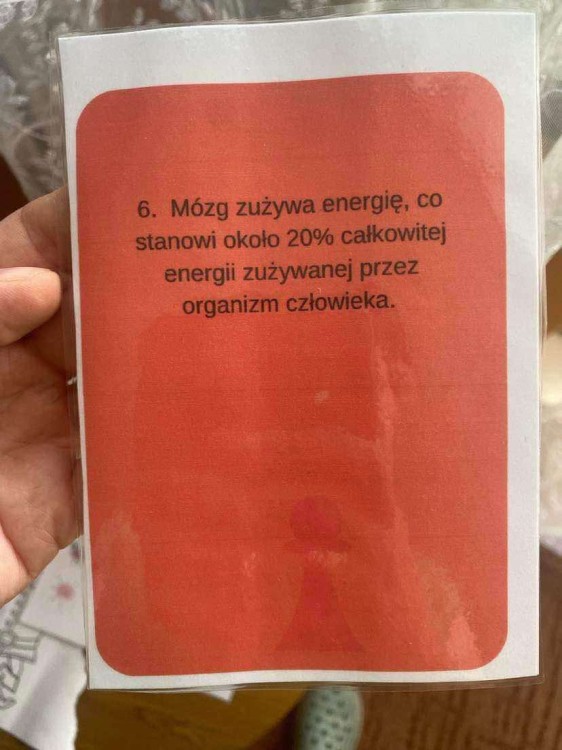 6. Mózg zużywa energię, co
stanowi około 20% całkowitej
energii zużywanej przez
organizm człowieka.